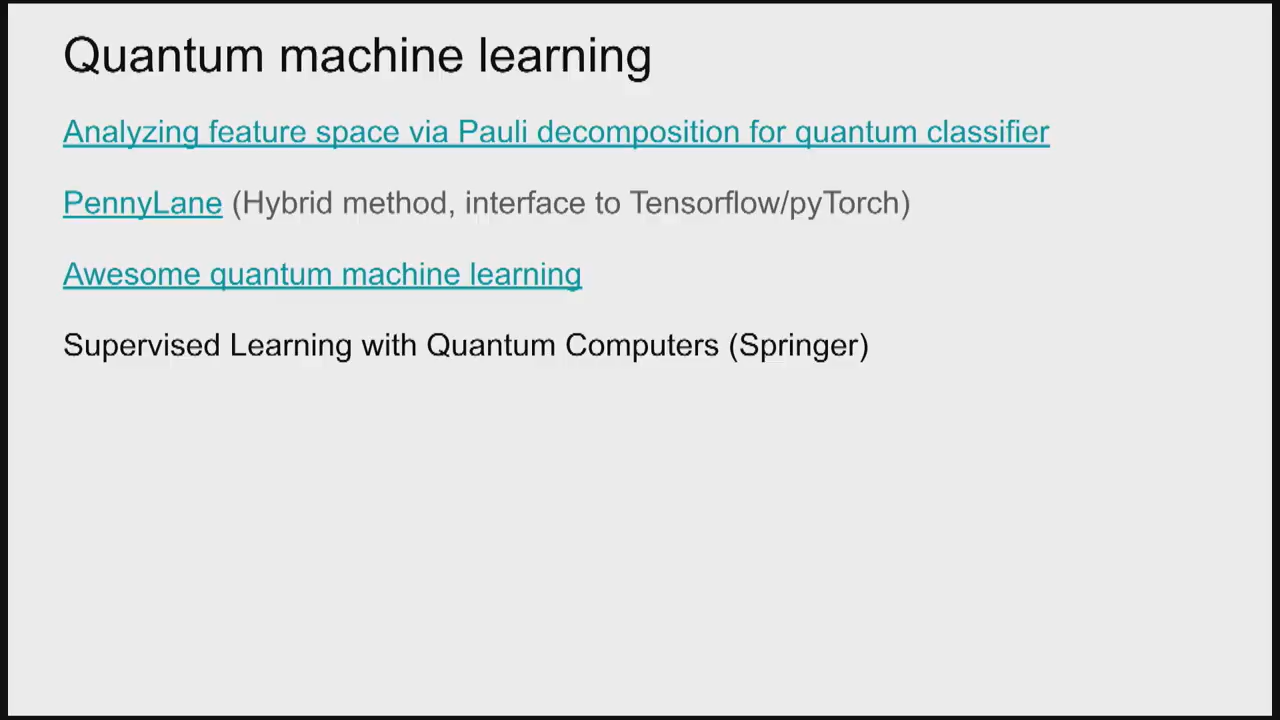 Quantum machine learning
Analyzing feature space via Pauli decomposition for quantum classifier
PennyLane (Hybrid method, interface to Tensorflow/pyTorch)
Awesome quantum machine learning
Supervised Learning with Quantum Computers (Springer)